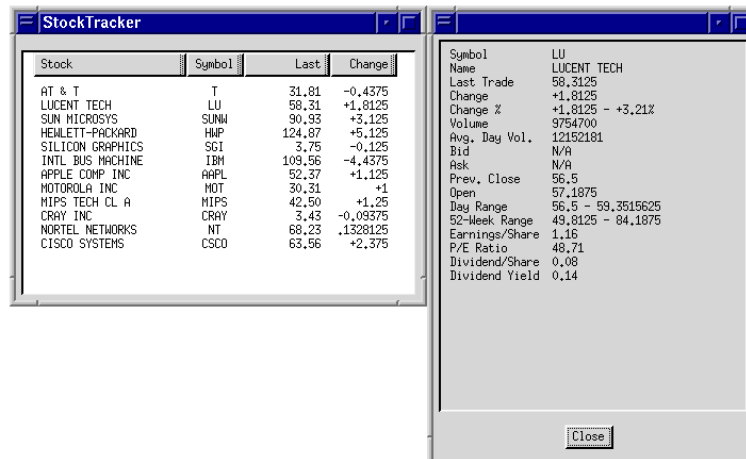 StockTracker
Stock Symbol Last Change
AT & T T 31.81 -0.4375
LUCENT TECH LU 58.31 +1.8125
SUN MICROSYS SUNW 90.93 +3.125
HEWLETT-PACKARD HWP 124.87 +5.125
SILICON GRAPHICS SGI 3.75 -0.125
INTL BUS MACHINE IBM 109.56 -4.4375
APPLE COMP INC AAPL 52.37 +1.125
MOTOROLA INC MOT 30.31 +1
MIPS TECH CL A MIPS 42.50 +1.25
CRAY INC CRAY 3.43 -0.09375
NORTEL NETWORKS NT 68.23 .1328125
CISCO SYSTEMS CSCO 63.56 +2.375
Symbol LU
Name LUCENT TECH
Last Trade 58.3125
Change +1.8125
Change % +1.8125 - +3.21%
Volume 9754700
Avg. Day Vol. 12152181
Bid N/A
Ask N/A
Prev. Close 56.5
Open 57.1875
Day Range 56.5 - 59.3515625
52-Week Range 49.8125 - 84.1875
Earnings/Share 1.16
P/E Ratio 48.71
Dividend/Share 0.08
Dividend Yield 0.14
Close